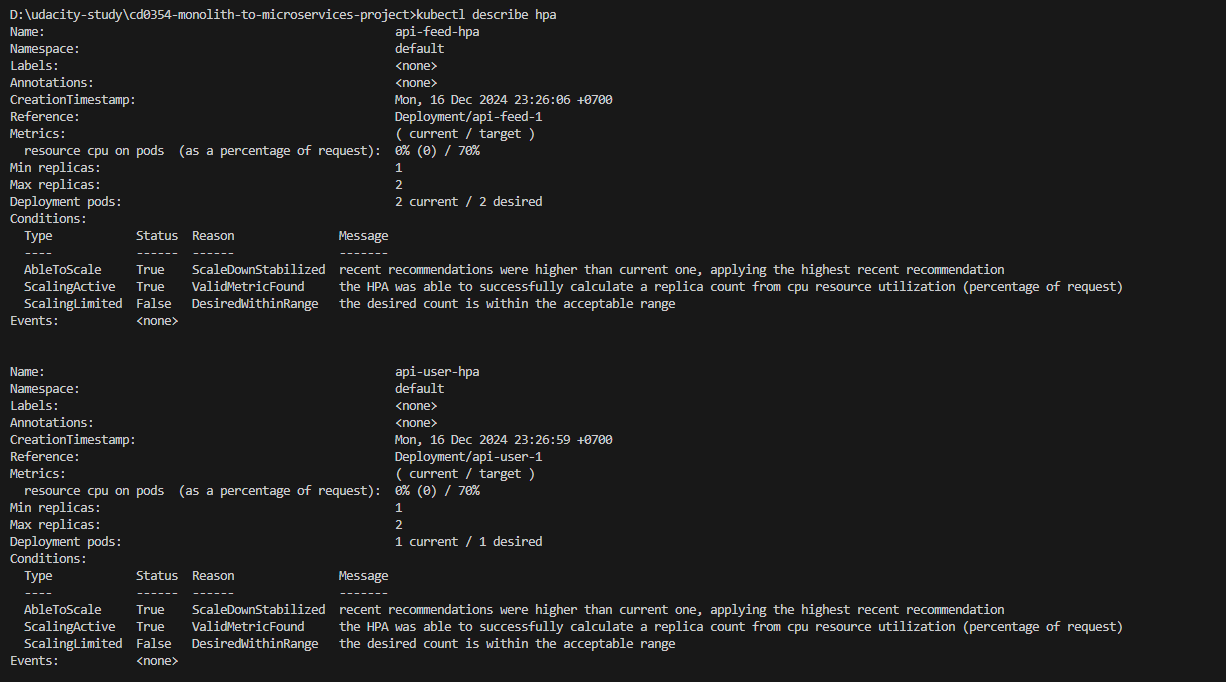 D:\udacity-study\cd0354-monolith-to-microservices-project>kubectl describe hpa
Name:                                                  api-feed-hpa
Namespace:                                             default
Labels:                                                <none>
Annotations:                                           <none>
CreationTimestamp:                                     Mon, 16 Dec 2024 23:26:06 +0700
Reference:                                             Deployment/api-feed-1
Metrics:                                               ( current / target )
  resource cpu on pods  (as a percentage of request):  0% (0) / 70%
Min replicas:                                          1
Max replicas:                                          2
Deployment pods:                                       2 current / 2 desired
Conditions:
  Type            Status  Reason               Message
  ----            ------  ------               -------
  AbleToScale     True    ScaleDownStabilized  recent recommendations were higher than current one, applying the highest recent recommendation
  ScalingActive   True    ValidMetricFound     the HPA was able to successfully calculate a replica count from cpu resource utilization (percentage of request)
  ScalingLimited  False   DesiredWithinRange   the desired count is within the acceptable range
Events:           <none>
Name:                                                  api-user-hpa
Namespace:                                             default
Labels:                                                <none>
Annotations:                                           <none>
CreationTimestamp:                                     Mon, 16 Dec 2024 23:26:59 +0700
Reference:                                             Deployment/api-user-1
Metrics:                                               ( current / target )
  resource cpu on pods  (as a percentage of request):  0% (0) / 70%
Min replicas:                                          1
Max replicas:                                          2
Deployment pods:                                       1 current / 1 desired
Conditions:
  Type            Status  Reason               Message
  ----            ------  ------               -------
  AbleToScale     True    ScaleDownStabilized  recent recommendations were higher than current one, applying the highest recent recommendation
  ScalingActive   True    ValidMetricFound     the HPA was able to successfully calculate a replica count from cpu resource utilization (percentage of request)
  ScalingLimited  False   DesiredWithinRange   the desired count is within the acceptable range
Events:           <none>